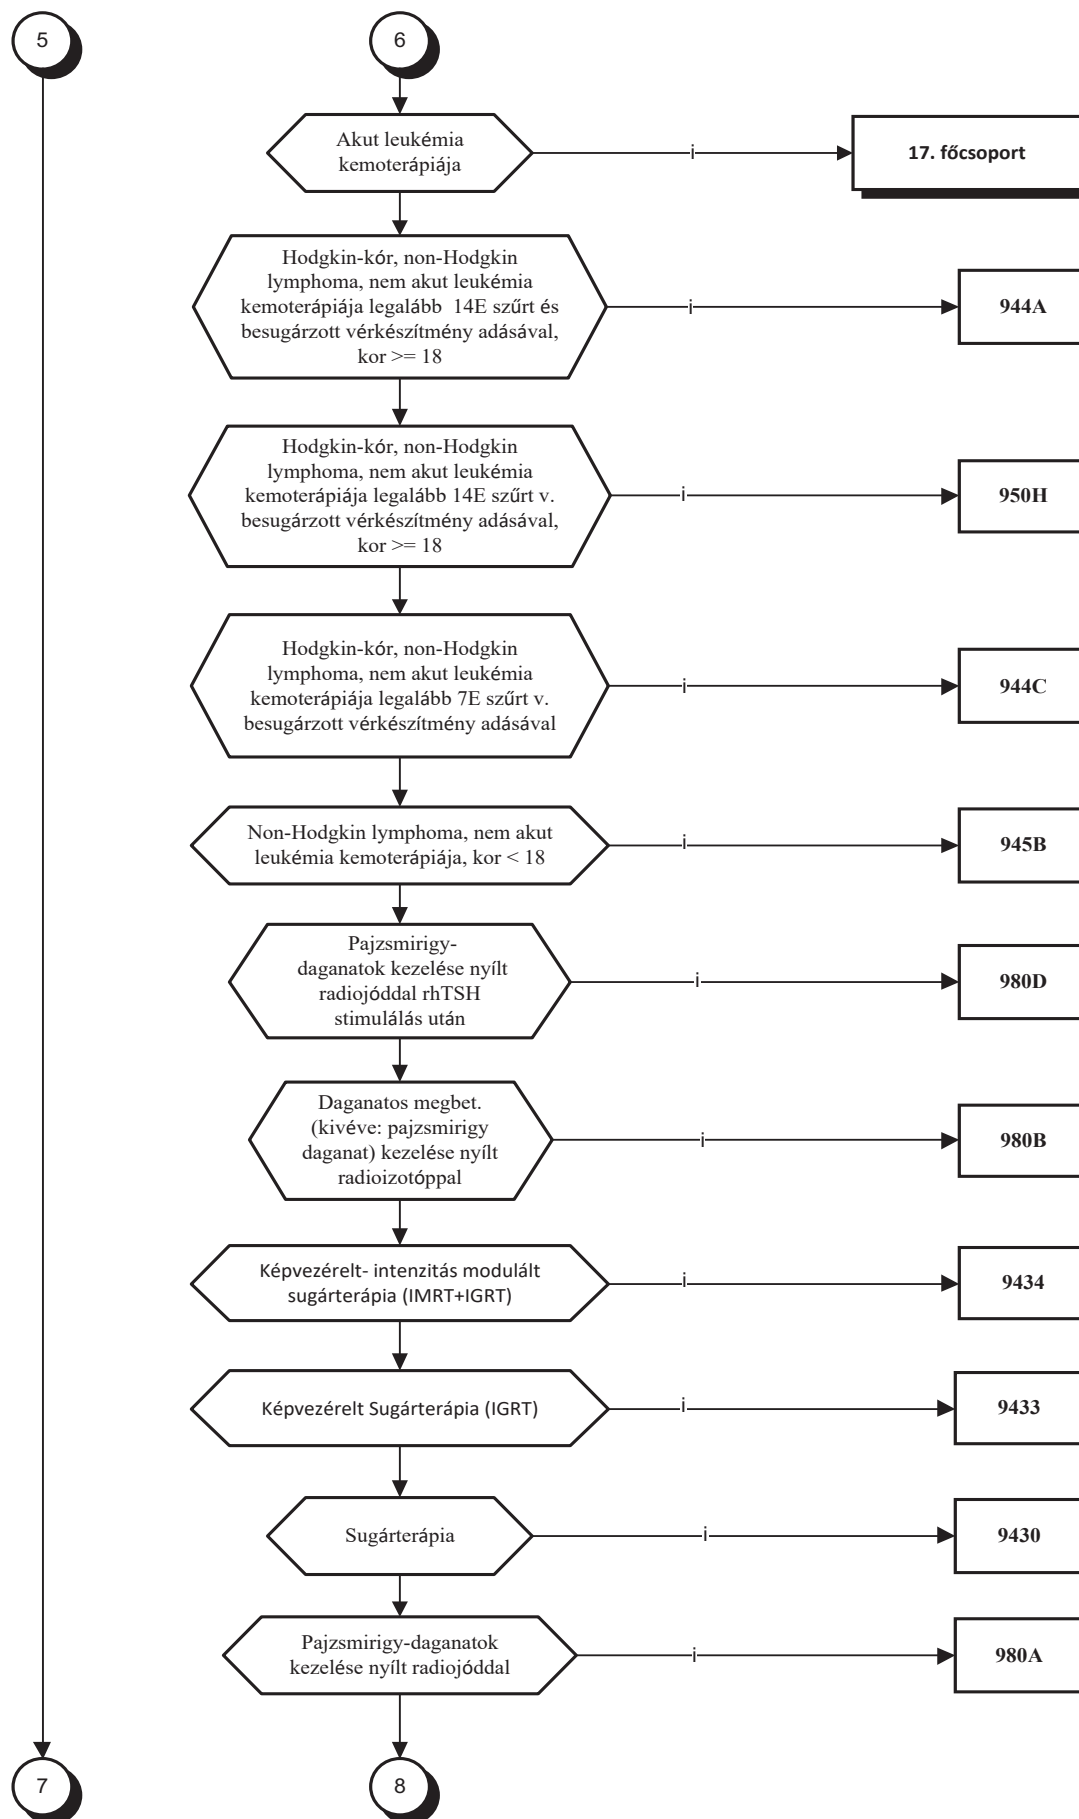 5
6
Akut leukémia
kemoterápiája
i
17. főcsoport
Hodgkin-kór, non-Hodgkin
lymphoma, nem akut leukémia
kemoterápiája legalább 14E szűrt és
besugárzott vérkészítmény adásával,
kor >= 18
i
944A
Hodgkin-kór, non-Hodgkin
lymphoma, nem akut leukémia
kemoterápiája legalább 14E szűrt v.
besugárzott vérkészítmény adásával,
kor >= 18
i
950H
Hodgkin-kór, non-Hodgkin
lymphoma, nem akut leukémia
kemoterápiája legalább 7E szűrt v.
besugárzott vérkészítmény adásával
i
944C
Non-Hodgkin lymphoma, nem akut
leukémia kemoterápiája, kor < 18
i
945B
Pajzsmirigy-
daganatok kezelése nyílt
radiojóddal rhTSH
stimulálás után
i
980D
Daganatos megbet.
(kivéve: pajzsmirigy
daganat) kezelése nyílt
radioizotóppal
i
980B
Képvezérelt- intenzitás modulált
sugárterápia (IMRT+IGRT)
i
9434
Képvezérelt Sugárterápia (IGRT)
i
9433
Sugárterápia
i
9430
Pajzsmirigy-daganatok
kezelése nyílt radiojóddal
i
980A
7
8